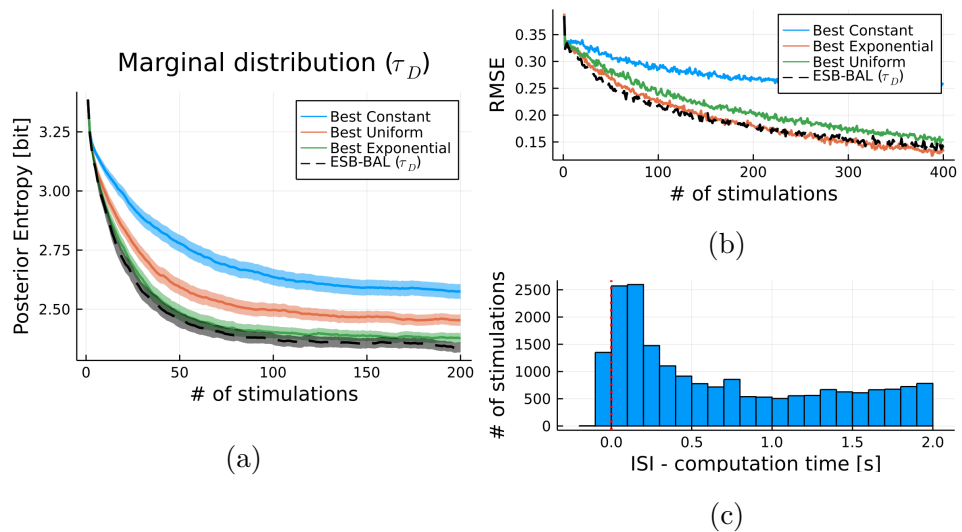 Marginal distribution (τ_D)
Posterior Entropy [bit]
3.25
3.00
2.75
2.50
0
50
100
150
200
# of stimulations
Best Constant
Best Uniform
Best Exponential
ESB-BAL (τ_D)
(a)
RMSE
0.35
0.30
0.25
0.20
0.15
0
100
200
300
400
# of stimulations
Best Constant
Best Exponential
Best Uniform
ESB-BAL (τ_D)
(b)
# of stimulations
2500
2000
1500
1000
500
0
0.0
0.5
1.0
1.5
2.0
ISI - computation time [s]
(c)